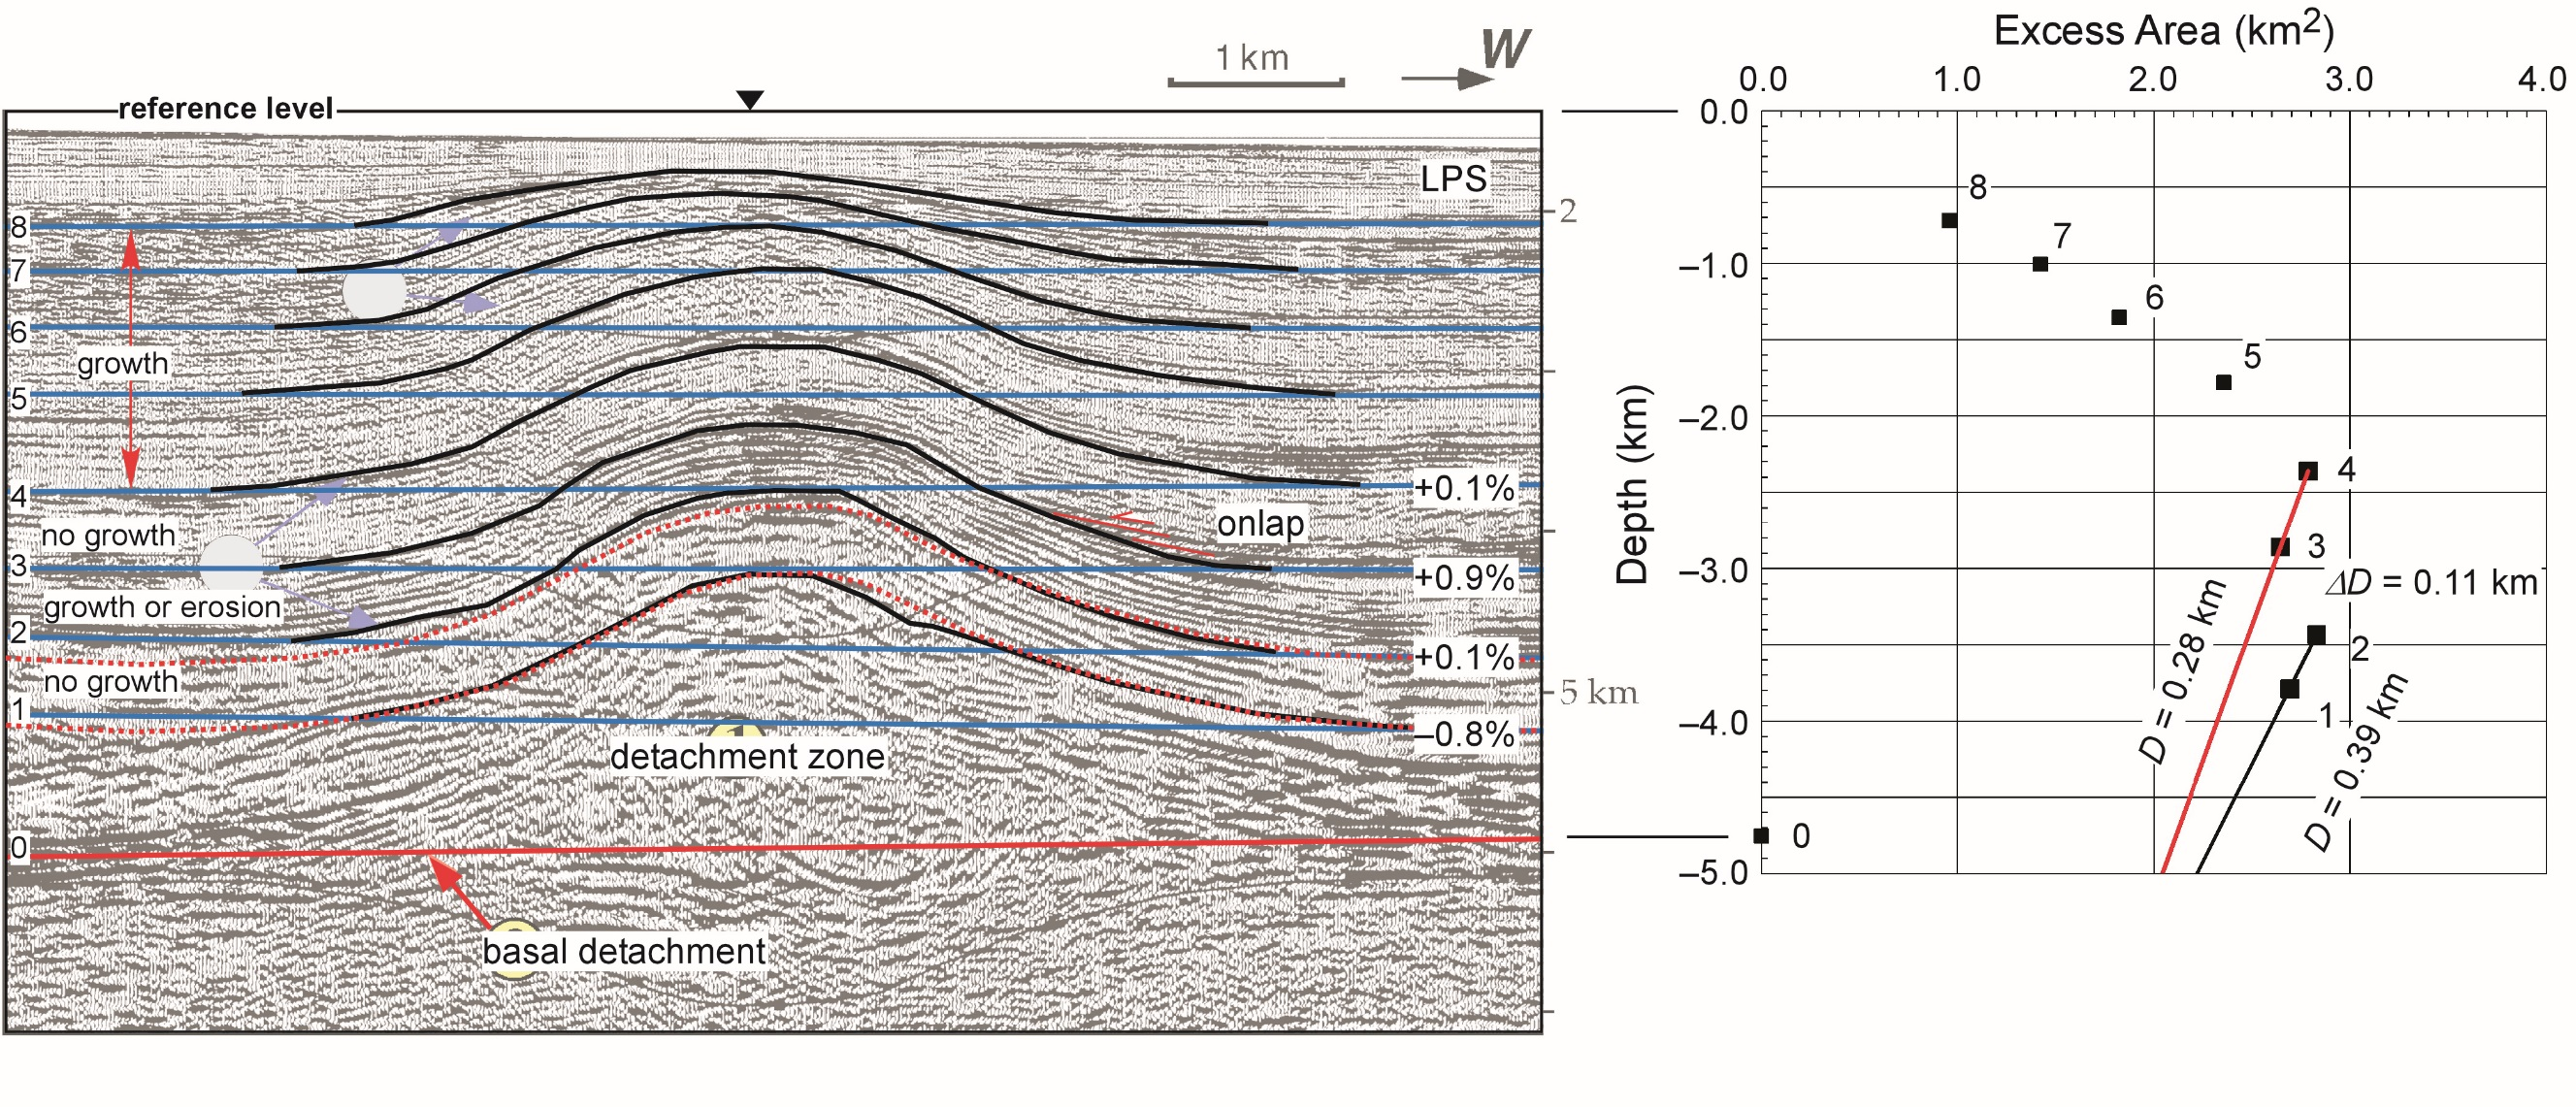 1 km
W
reference level
LPS
2
8
7
6
growth
5
4
+0.1%
no growth
onlap
3
+0.9%
growth or erosion
2
+0.1%
no growth
5 km
1
–0.8%
detachment zone
0
basal detachment
Excess Area (km2)
0.0 1.0 2.0 3.0 4.0
0.0
–1.0
–2.0
–3.0
–4.0
–5.0
Depth (km)
8
7
6
5
4
3
ΔD = 0.11 km
2
1
D = 0.28 km
D = 0.39 km
0